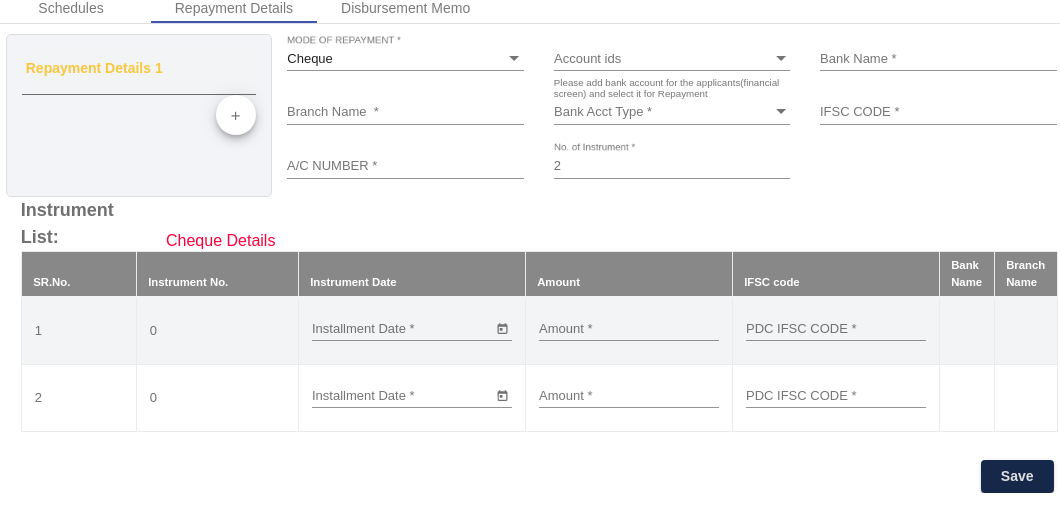 Schedules Repayment Details Disbursement Memo
Repayment Details 1
+
MODE OF REPAYMENT *
Cheque
Account ids
Please add bank account for the applicants(financial
screen) and select it for Repayment
Bank Name *
Branch Name *
Bank Acct Type *
IFSC CODE *
A/C NUMBER *
No. of Instrument *
2
Instrument
List:
Cheque Details
SR.No. Instrument No. Instrument Date Amount IFSC code Bank Name Branch Name
1 0 Installment Date * Amount * PDC IFSC CODE *
2 0 Installment Date * Amount * PDC IFSC CODE *
Save